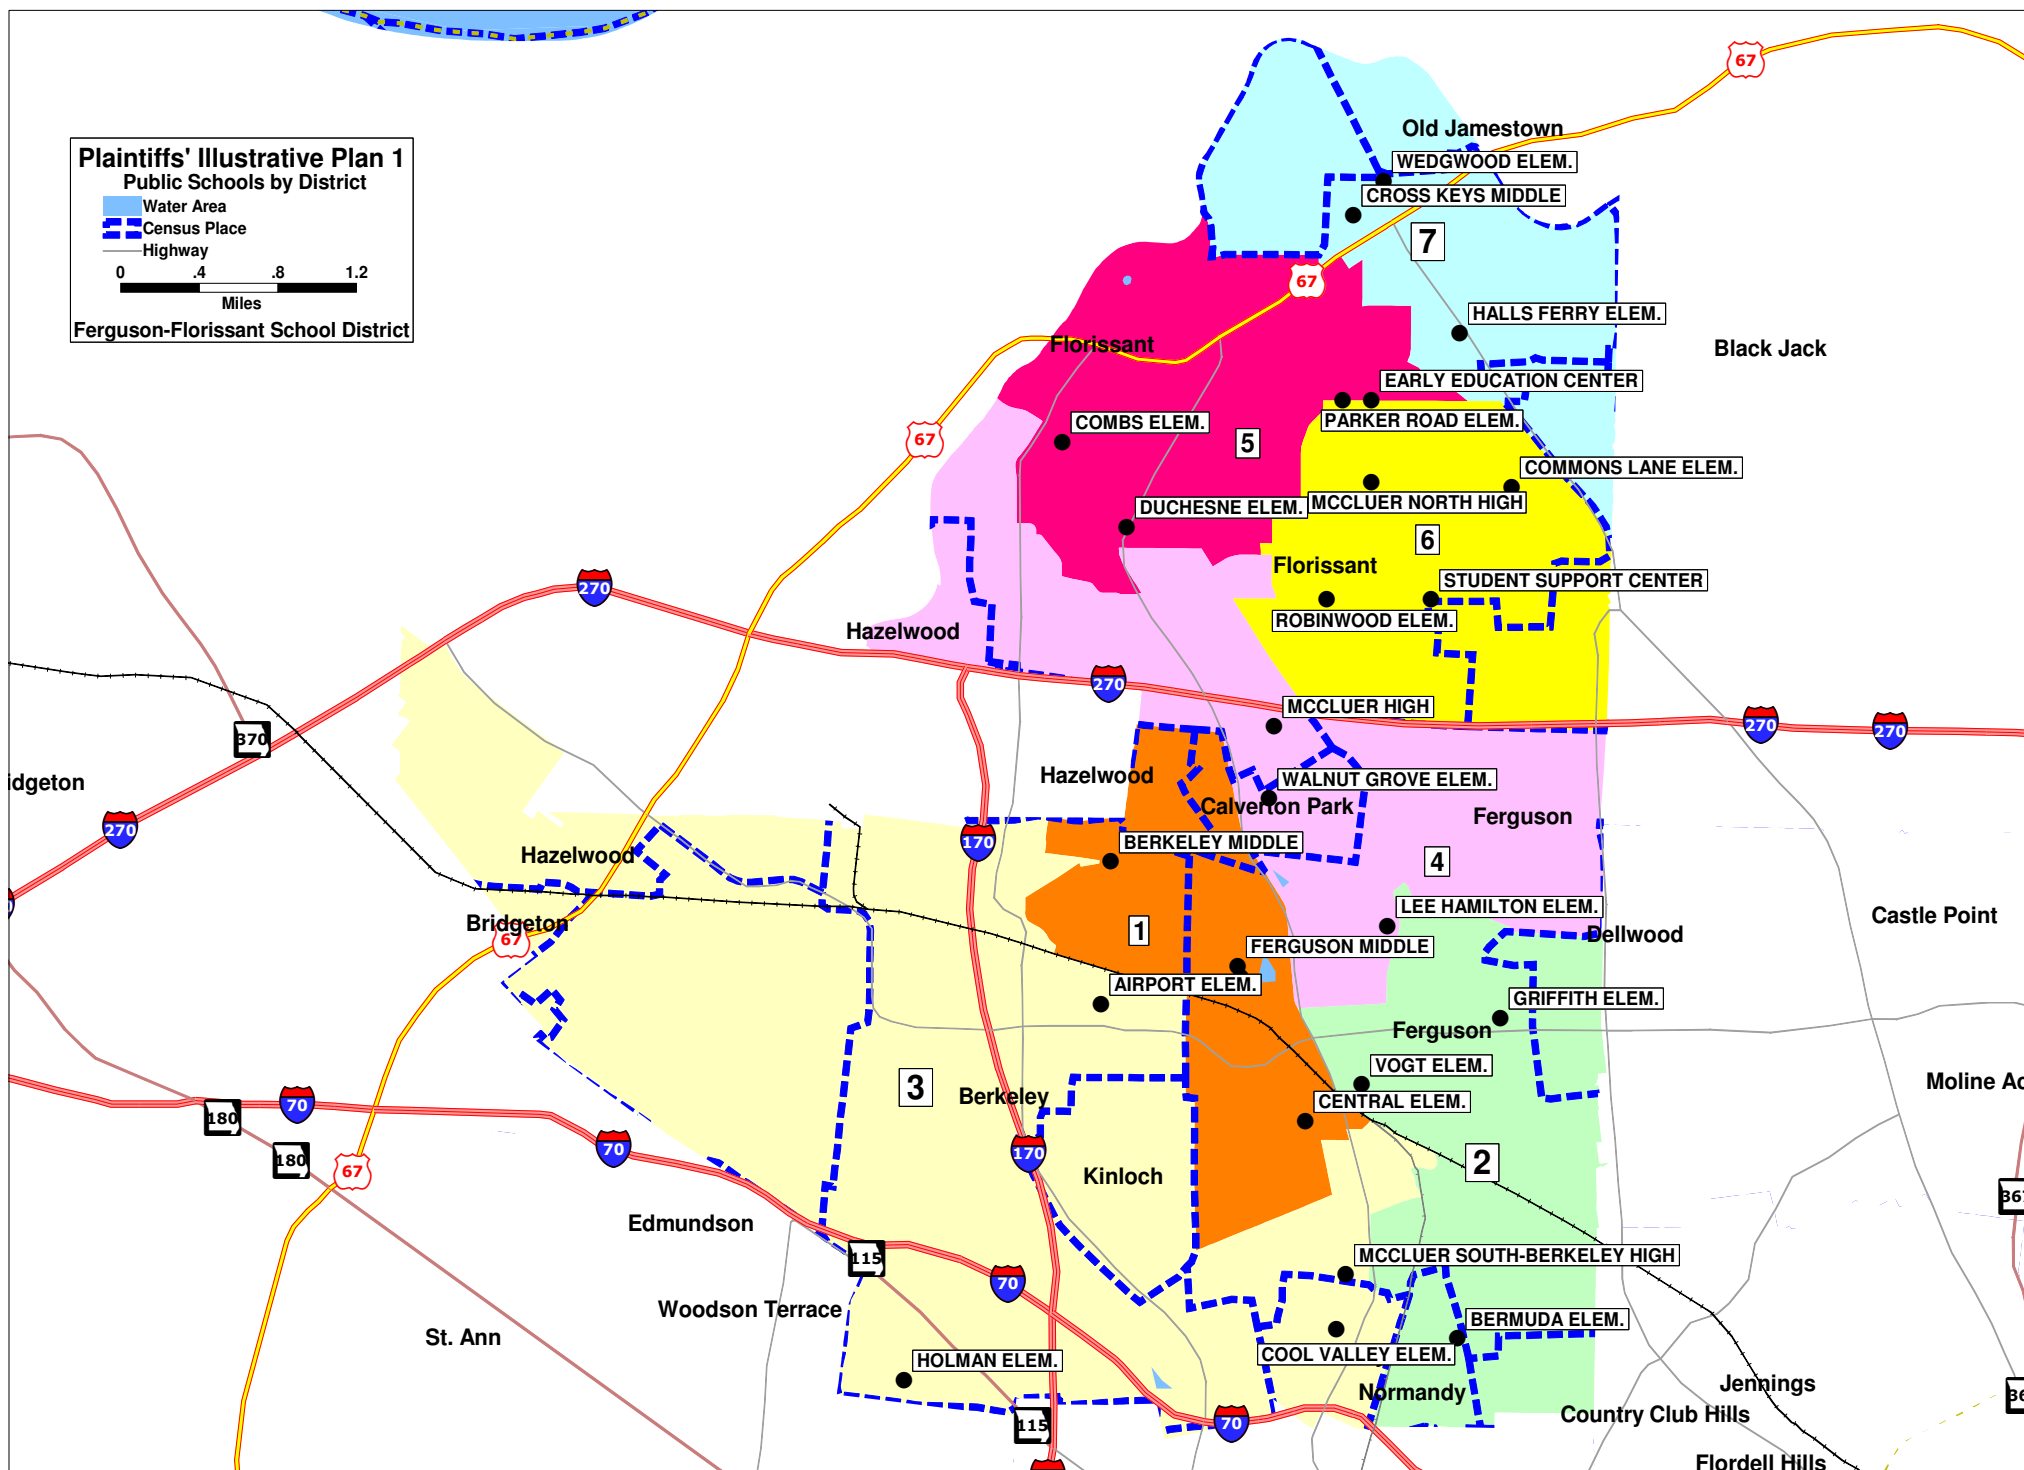 67
Old Jamestown
Plaintiffs' Illustrative Plan 1
Public Schools by District
Water Area
Census Place
Highway
0 .4 .8 1.2
Miles
Ferguson-Florissant School District
WEDGWOOD ELEM.
CROSS KEYS MIDDLE
7
67
HALLS FERRY ELEM.
Florissant
Black Jack
EARLY EDUCATION CENTER
PARKER ROAD ELEM.
COMBS ELEM.
67
5
COMMONS LANE ELEM.
MCCLUER NORTH HIGH
DUCHESNE ELEM.
6
Florissant
STUDENT SUPPORT CENTER
270
ROBINWOOD ELEM.
Hazelwood
270
MCCLUER HIGH
270
270
370
Hazelwood
idgeton
WALNUT GROVE ELEM.
Calverton Park
Ferguson
270
170
BERKELEY MIDDLE
Hazelwood
4
LEE HAMILTON ELEM.
Castle Point
Bridgeton
67
1
Dellwood
FERGUSON MIDDLE
AIRPORT ELEM.
GRIFFITH ELEM.
Ferguson
VOGT ELEM.
3
Berkeley
Moline Ac
70
180
CENTRAL ELEM.
70
170
180
67
2
Kinloch
367
Edmundson
115
MCCLUER SOUTH-BERKELEY HIGH
70
Woodson Terrace
BERMUDA ELEM.
St. Ann
COOL VALLEY ELEM.
HOLMAN ELEM.
Normandy
Jennings
36
Country Club Hills
115
70
Flordell Hills